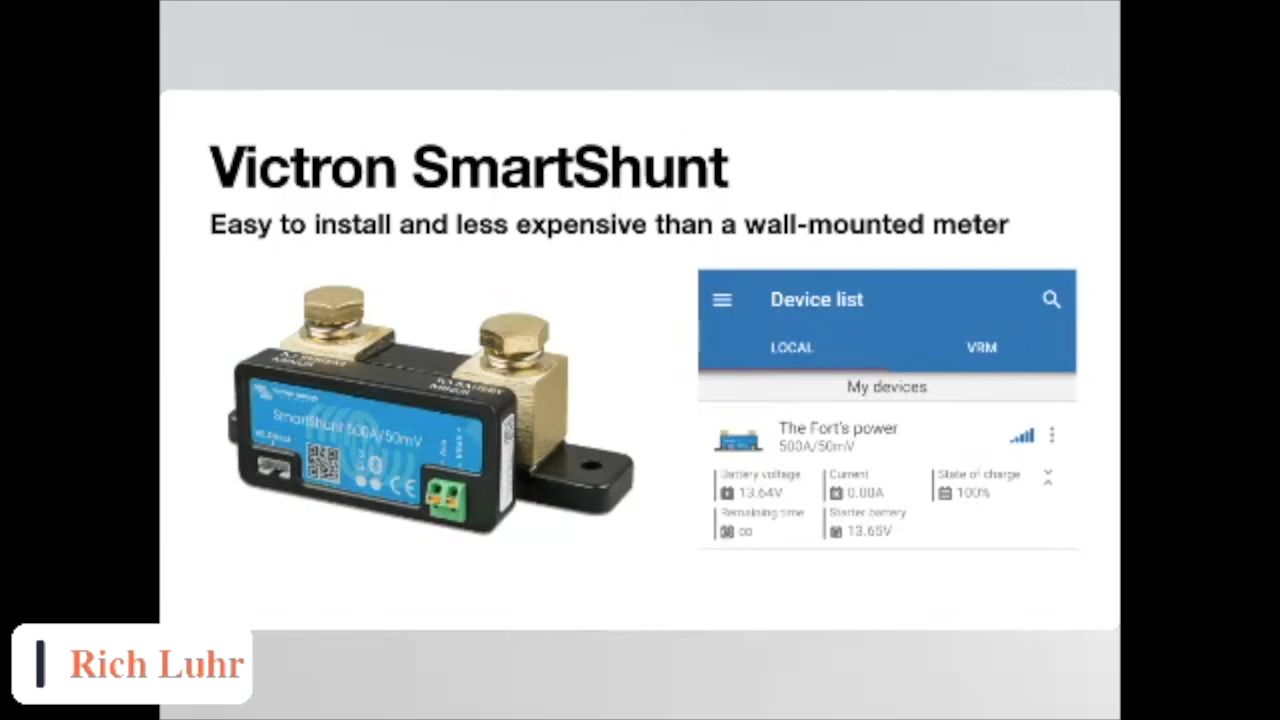 Victron SmartShunt
Easy to install and less expensive than a wall-mounted meter
SmartShunt 500A/50mV
Device list
LOCAL
VRM
My devices
The Fort's power
500A/50mV
Battery voltage
Current
State of charge
13.64V
0.00A
100%
Remaining time
Starter battery
∞
13.65V
Rich Luhr